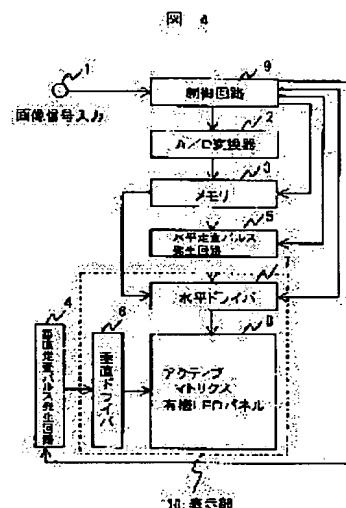 図 4
1
9
制御回路
画像信号入力
2
A/D変換器
3
メモリ
5
水平走査パルス
発生回路
7
水平ドライバ
4
6
8
垂直走査パルス発生回路
垂直ドライバ
アクティブ
マトリクス
有機LEDパネル
10:表示部